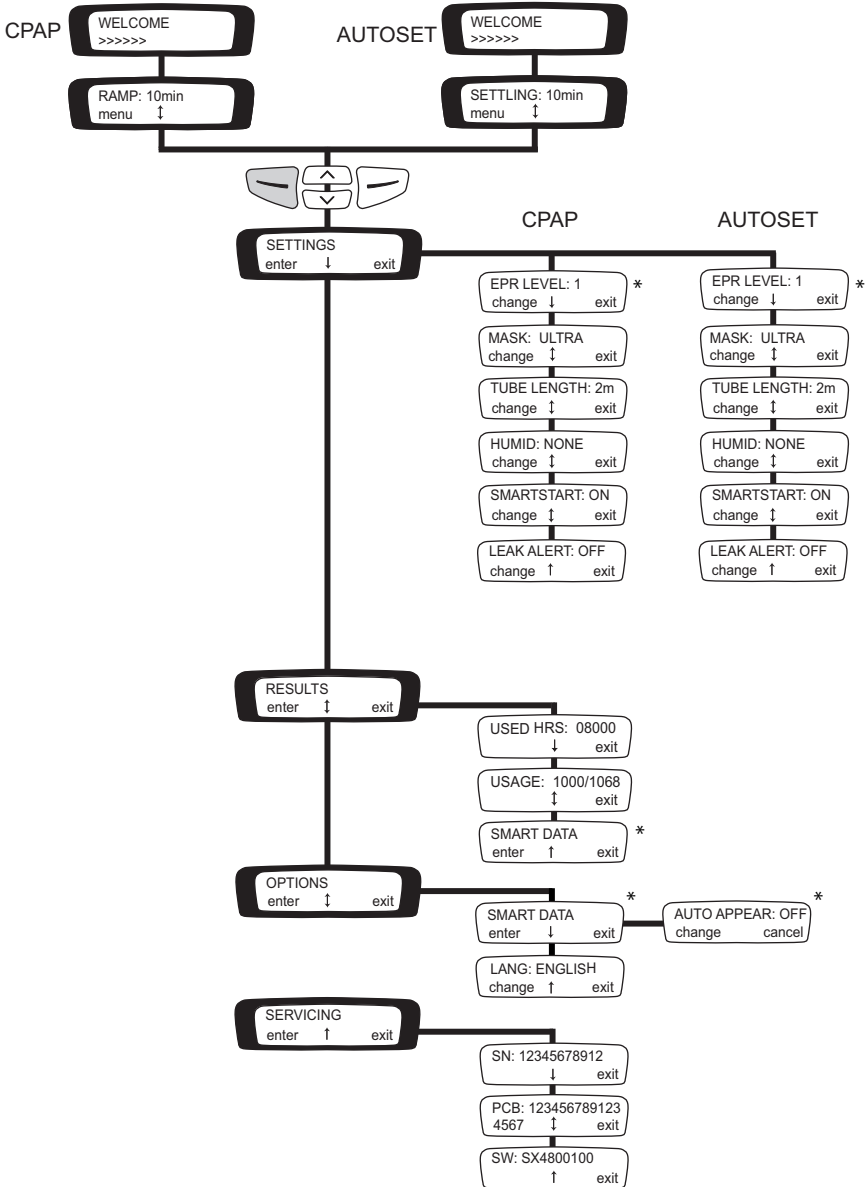 CPAP
WELCOME
>>>>>>
AUTOSET
WELCOME
>>>>>>
RAMP: 10min
menu ↕
SETTLING: 10min
menu ↕
SETTINGS
enter ↓ exit
CPAP
EPR LEVEL: 1 *
change ↓ exit
MASK: ULTRA
change ↕ exit
TUBE LENGTH: 2m
change ↕ exit
HUMID: NONE
change ↕ exit
SMARTSTART: ON
change ↕ exit
LEAK ALERT: OFF
change ↑ exit
AUTOSET
EPR LEVEL: 1 *
change ↓ exit
MASK: ULTRA
change ↕ exit
TUBE LENGTH: 2m
change ↕ exit
HUMID: NONE
change ↕ exit
SMARTSTART: ON
change ↕ exit
LEAK ALERT: OFF
change ↑ exit
RESULTS
enter ↕ exit
USED HRS: 08000
↓ exit
USAGE: 1000/1068
↕ exit
SMART DATA *
enter ↑ exit
OPTIONS
enter ↕ exit
SMART DATA *
enter ↓ exit
AUTO APPEAR: OFF *
change cancel
LANG: ENGLISH
change ↑ exit
SERVICING
enter ↑ exit
SN: 12345678912
↓ exit
PCB: 123456789123
4567 ↕ exit
SW: SX4800100
↑ exit